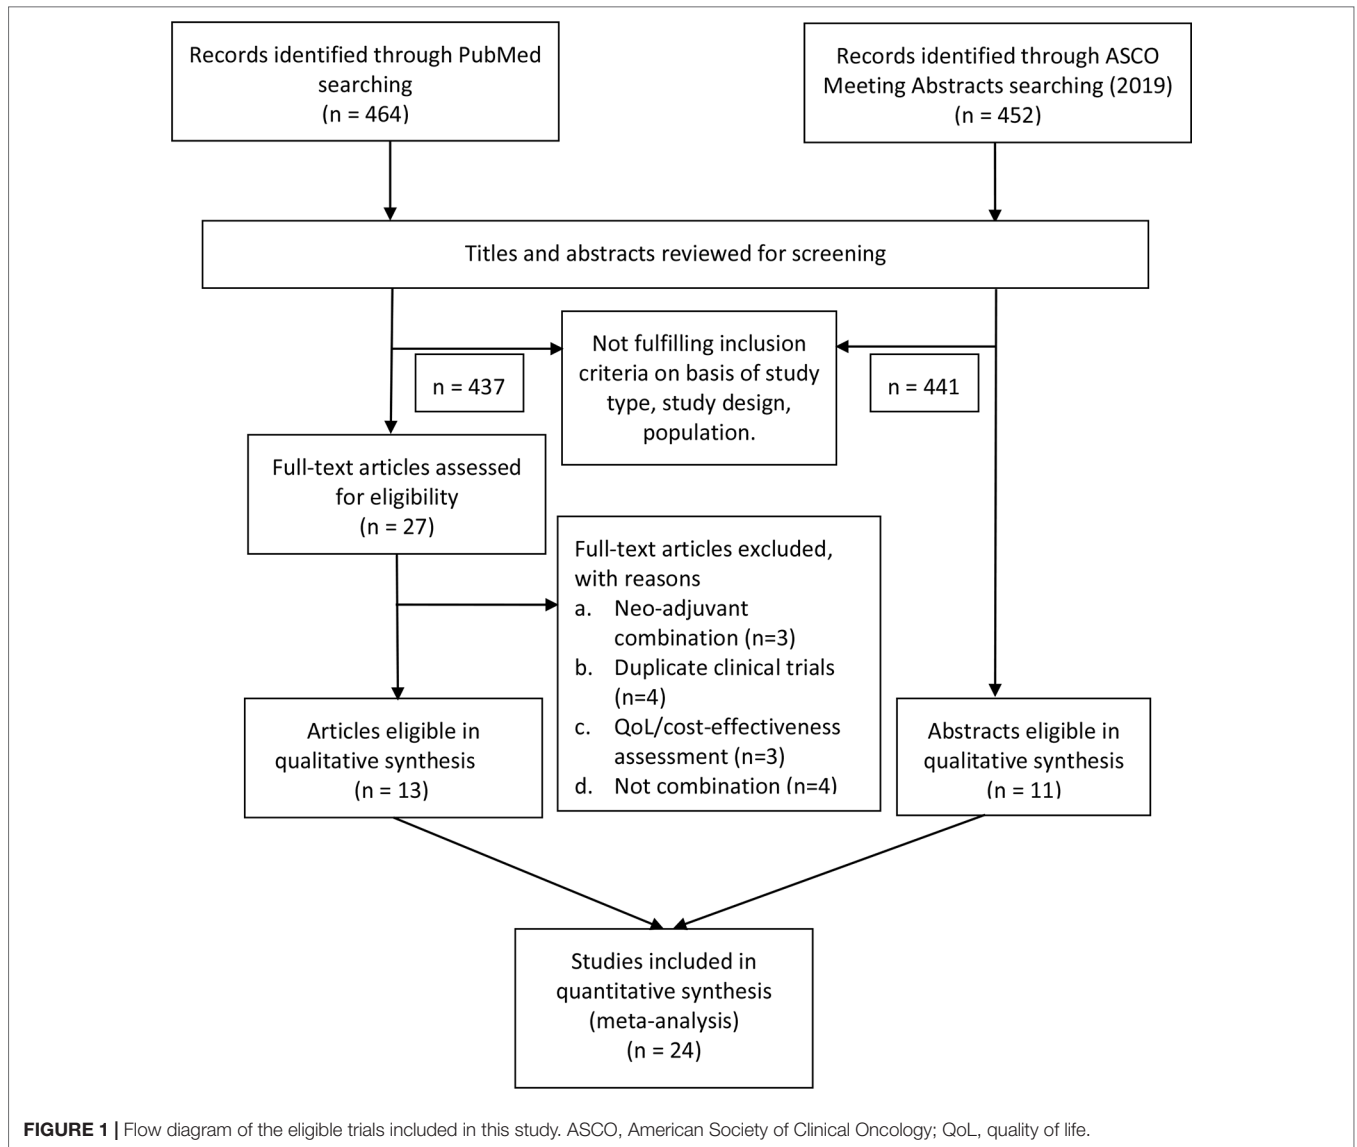 Records identified through PubMed
searching
(n = 464)
Records identified through ASCO
Meeting Abstracts searching (2019)
(n = 452)
Titles and abstracts reviewed for screening
Not fulfilling inclusion
criteria on basis of study
type, study design,
population.
n = 437
n = 441
Full-text articles assessed
for eligibility
(n = 27)
Full-text articles excluded,
with reasons
a. Neo-adjuvant
combination (n=3)
b. Duplicate clinical trials
(n=4)
c. QoL/cost-effectiveness
assessment (n=3)
d. Not combination (n=4)
Articles eligible in
qualitative synthesis
(n = 13)
Abstracts eligible in
qualitative synthesis
(n = 11)
Studies included in
quantitative synthesis
(meta-analysis)
(n = 24)
FIGURE 1 | Flow diagram of the eligible trials included in this study. ASCO, American Society of Clinical Oncology; QoL, quality of life.